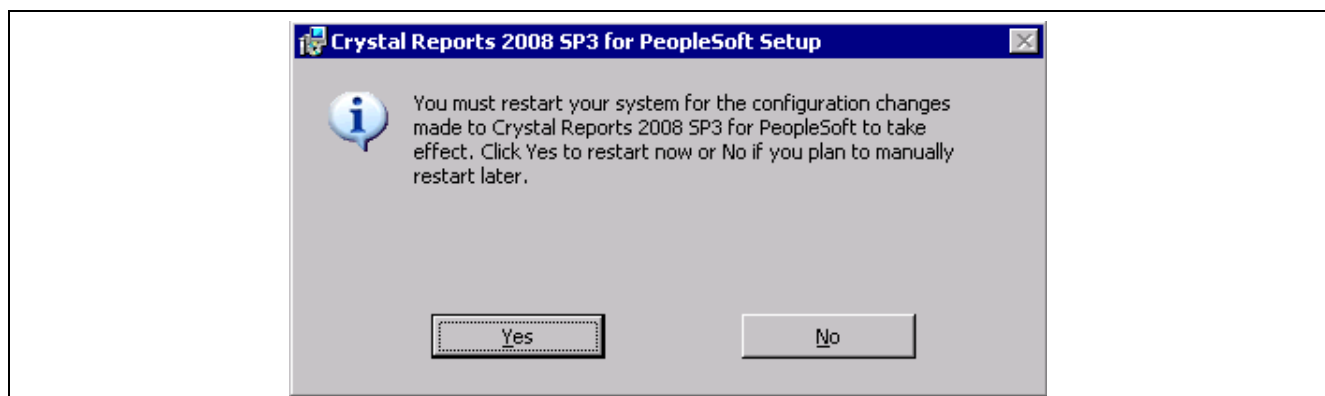 Crystal Reports 2008 SP3 for PeopleSoft Setup
You must restart your system for the configuration changes
made to Crystal Reports 2008 SP3 for PeopleSoft to take
effect. Click Yes to restart now or No if you plan to manually
restart later.
Yes
No